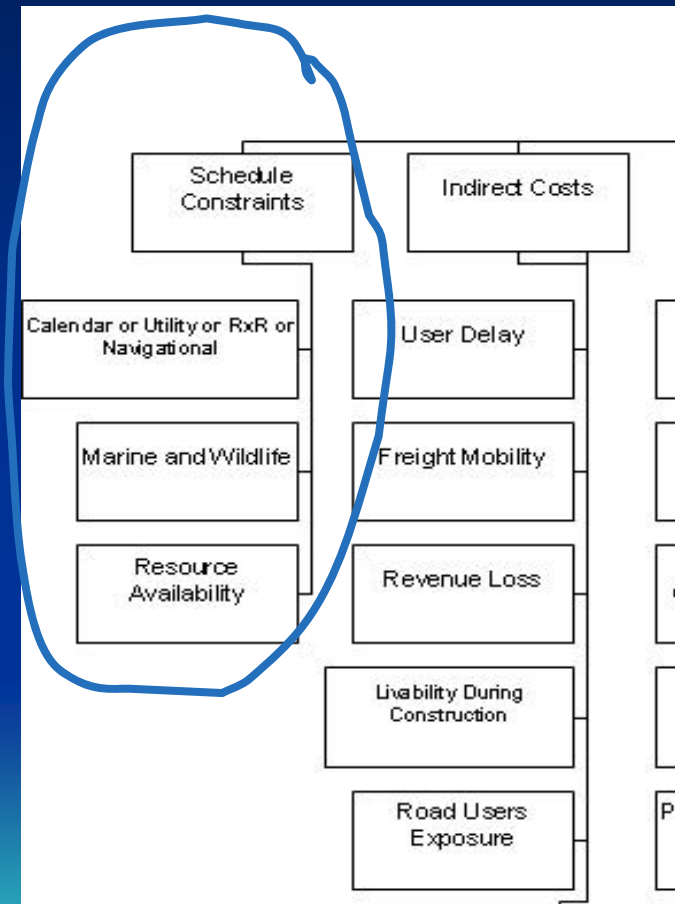 Schedule
Constraints
Indirect Costs
Calendar or Utility or RxR or
Navigational
User Delay
Marine and Wildlife
Freight Mobility
Resource
Availability
Revenue Loss
Livability During
Construction
Road Users
Exposure
P